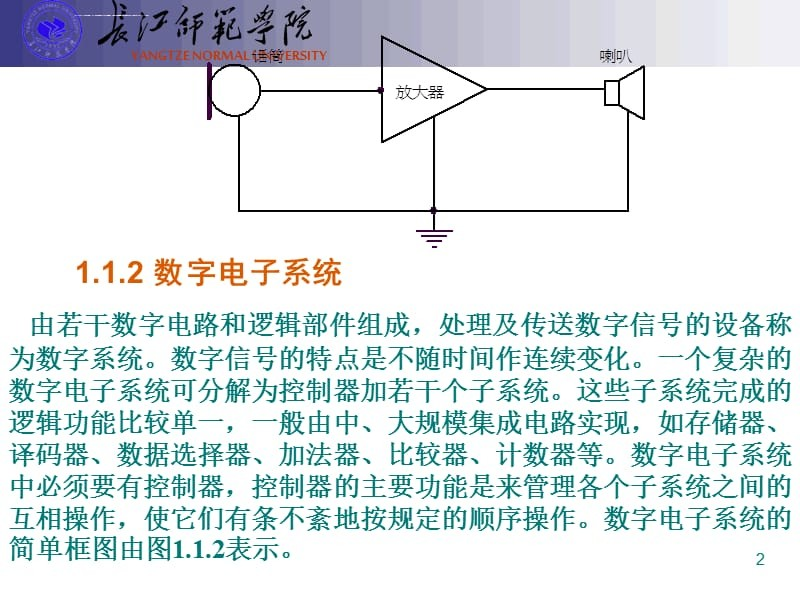 长江师范学院
YANGTZE NORMAL UNIVERSITY
话筒
喇叭
放大器
1.1.2 数字电子系统
由若干数字电路和逻辑部件组成，处理及传送数字信号的设备称
为数字系统。数字信号的特点是不随时间作连续变化。一个复杂的
数字电子系统可分解为控制器加若干个子系统。这些子系统完成的
逻辑功能比较单一，一般由中、大规模集成电路实现，如存储器、
译码器、数据选择器、加法器、比较器、计数器等。数字电子系统
中必须要有控制器，控制器的主要功能是来管理各个子系统之间的
互相操作，使它们有条不紊地按规定的顺序操作。数字电子系统的
简单框图由图1.1.2表示。
2